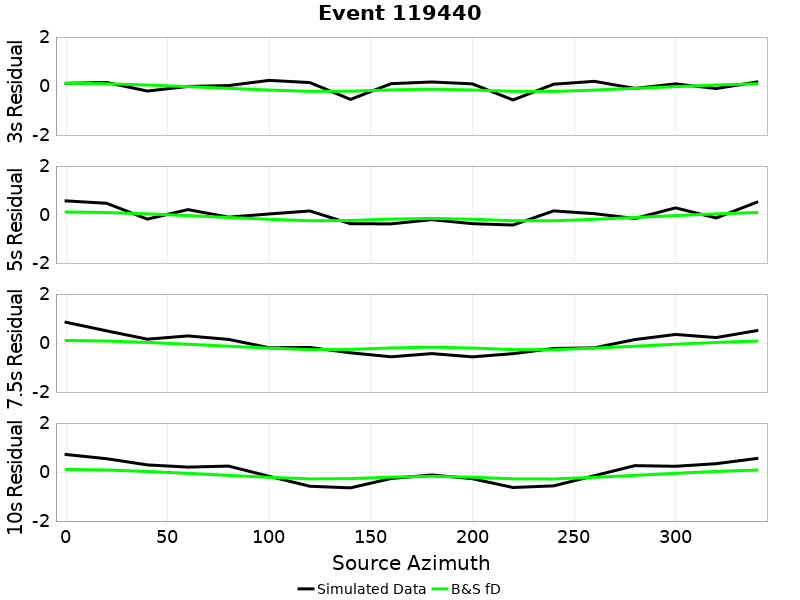 Event 119440
3s Residual
2
0
-2
5s Residual
2
0
-2
7.5s Residual
2
0
-2
10s Residual
2
0
-2
0 50 100 150 200 250 300
Source Azimuth
Simulated Data B&S fD